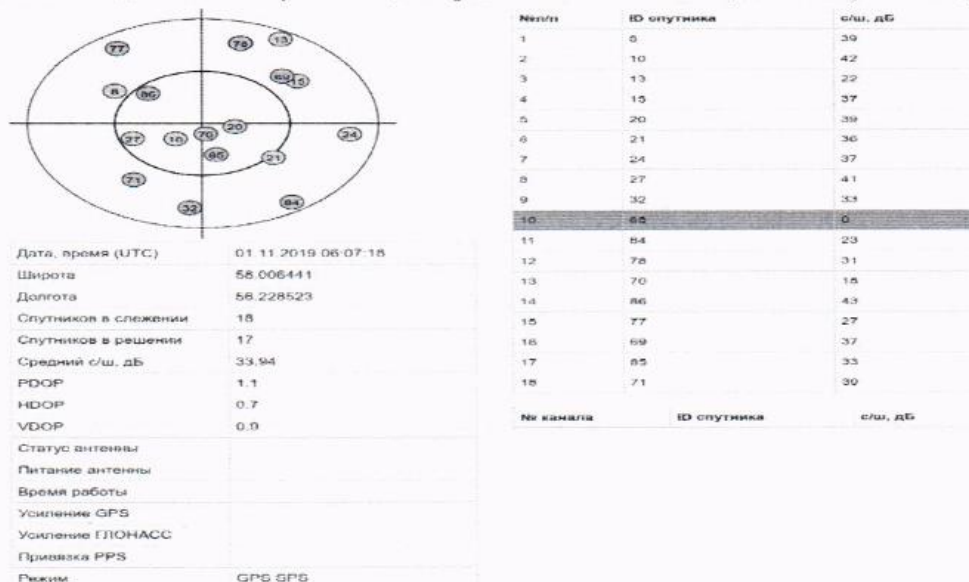 77
78
13
69
15
8
86
27
10
70
20
24
85
21
71
32
84
Дата, время (UTC) 01.11.2019 06:07:18
Широта 58.006441
Долгота 56.228523
Спутников в слежении 18
Спутников в решении 17
Средний с/ш, дБ 33.94
PDOP 1.1
HDOP 0.7
VDOP 0.9
Статус антенны
Питание антенны
Время работы
Усиление GPS
Усиление ГЛОНАСС
Привязка PPS
Режим GPS SPS
№п/п ID спутника с/ш, дБ
1 8 39
2 10 42
3 13 22
4 15 37
5 20 39
6 21 36
7 24 37
8 27 41
9 32 33
10 68 0
11 84 23
12 78 31
13 70 18
14 86 43
15 77 27
16 69 37
17 85 33
18 71 39
№ канала ID спутника с/ш, дБ